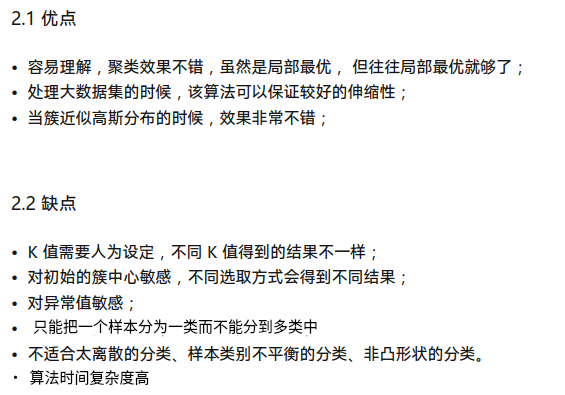 2.1 优点
• 容易理解，聚类效果不错，虽然是局部最优， 但往往局部最优就够了；
• 处理大数据集的时候，该算法可以保证较好的伸缩性；
• 当簇近似高斯分布的时候，效果非常不错；
2.2 缺点
• K 值需要人为设定，不同 K 值得到的结果不一样；
• 对初始的簇中心敏感，不同选取方式会得到不同结果；
• 对异常值敏感；
• 只能把一个样本分为一类而不能分到多类中
• 不适合太离散的分类、样本类别不平衡的分类、非凸形状的分类。
• 算法时间复杂度高